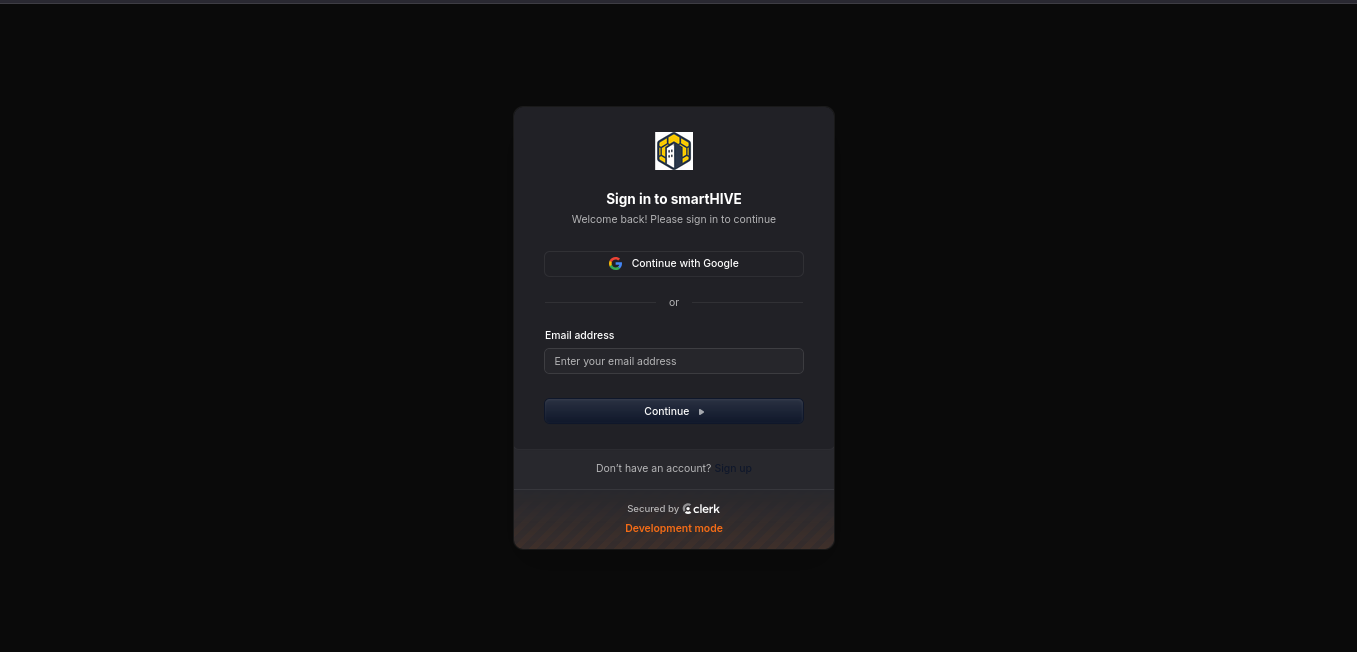 Sign in to smartHIVE
Welcome back! Please sign in to continue
Continue with Google
or
Email address
Enter your email address
Continue
Don't have an account? Sign up
Secured by clerk
Development mode